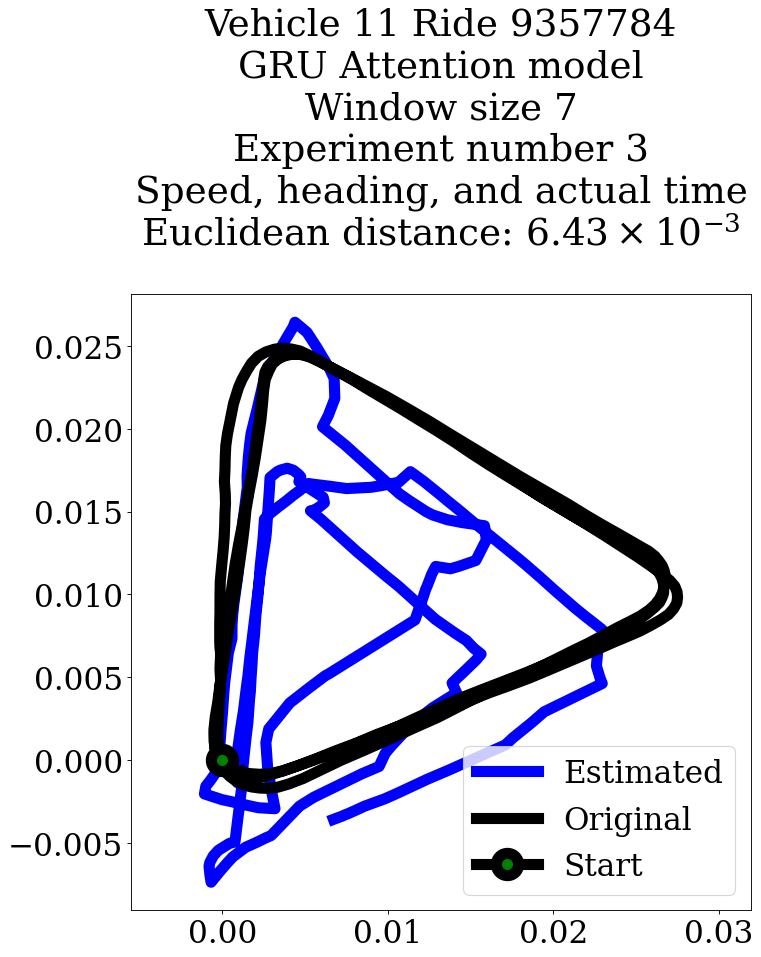 Vehicle 11 Ride 9357784
GRU Attention model
Window size 7
Experiment number 3
Speed, heading, and actual time
Euclidean distance: 6.43 × 10⁻³
0.025
0.020
0.015
0.010
0.005
0.000
−0.005
Estimated
Original
Start
0.00 0.01 0.02 0.03